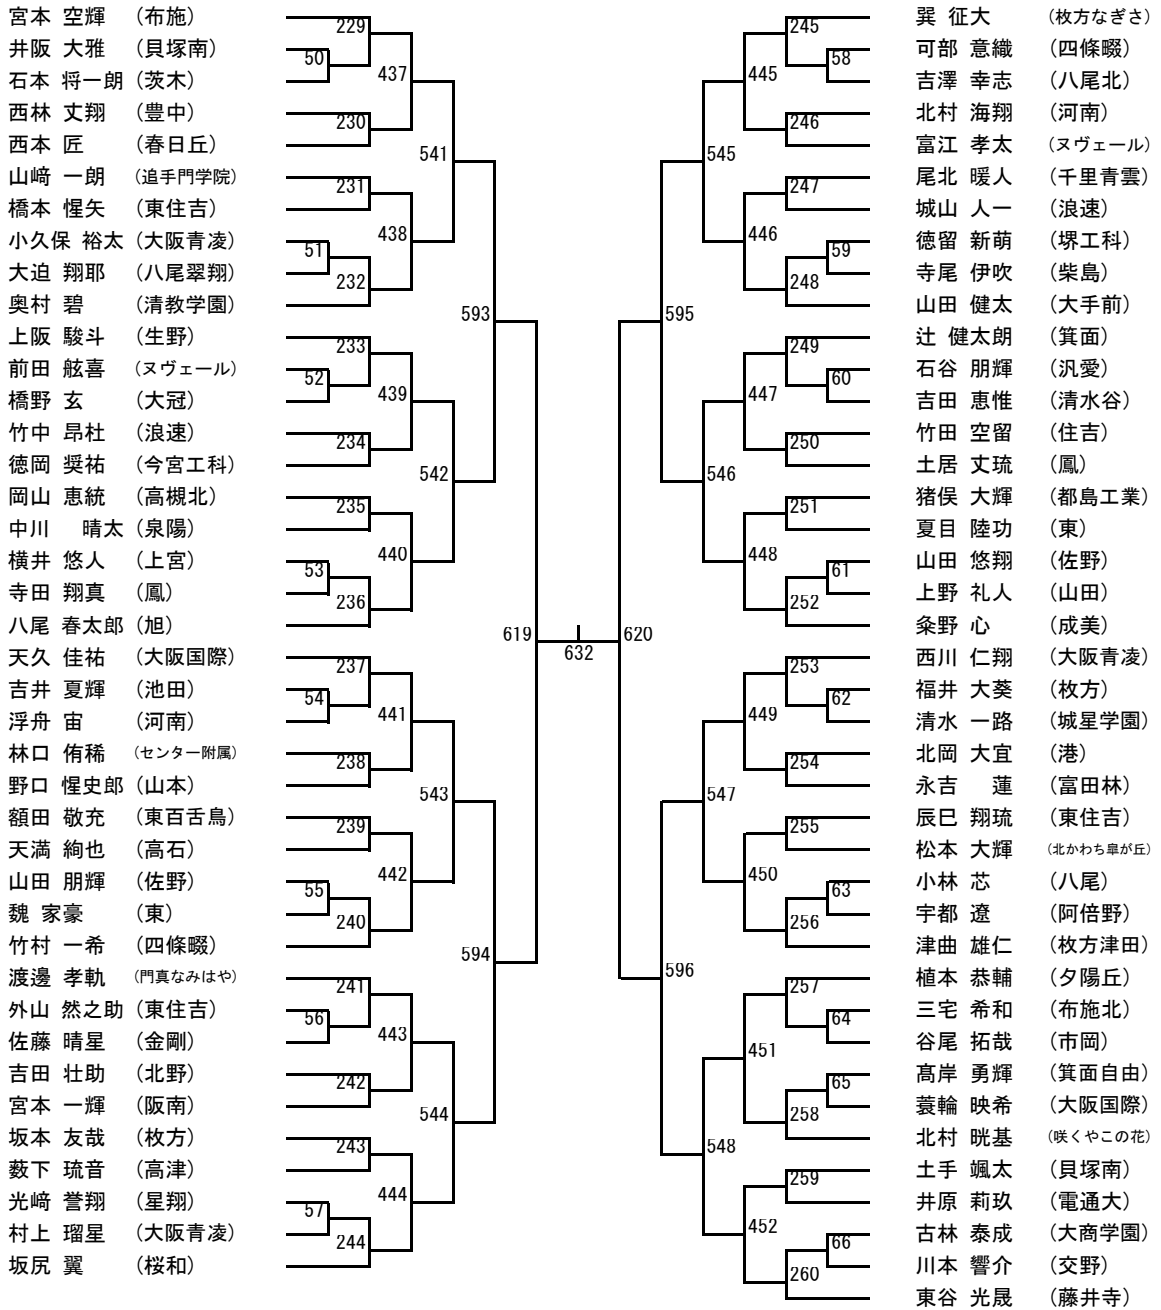 宮本 空輝 （布施）
井阪 大雅 （貝塚南）
石本 将一朗 （茨木）
西林 丈翔 （豊中）
西本 匠 （春日丘）
山﨑 一朗 （追手門学院）
橋本 惺矢 （東住吉）
小久保 裕太 （大阪青凌）
大迫 翔耶 （八尾翠翔）
奥村 碧 （清教学園）
上阪 駿斗 （生野）
前田 舷喜 （ヌヴェール）
橋野 玄 （大冠）
竹中 昂杜 （浪速）
徳岡 奨祐 （今宮工科）
岡山 恵統 （高槻北）
中川 晴太 （泉陽）
横井 悠人 （上宮）
寺田 翔真 （鳳）
八尾 春太郎 （旭）
天久 佳祐 （大阪国際）
吉井 夏輝 （池田）
浮舟 宙 （河南）
林口 侑稀 （センター附属）
野口 惺史郎 （山本）
額田 敬充 （東百舌鳥）
天満 絢也 （高石）
山田 朋輝 （佐野）
魏 家豪 （東）
竹村 一希 （四條畷）
渡邊 孝軌 （門真なみはや）
外山 然之助 （東住吉）
佐藤 晴星 （金剛）
吉田 壮助 （北野）
宮本 一輝 （阪南）
坂本 友哉 （枚方）
薮下 琉音 （高津）
光﨑 誉翔 （星翔）
村上 瑠星 （大阪青凌）
坂尻 翼 （桜和）
229
50
437
230
541
231
438
51
232
593
233
52
439
234
542
235
440
53
236
619
237
54
441
238
543
239
442
55
240
594
241
56
443
242
544
243
444
57
244
632
620
245
58
445
246
545
247
446
59
248
595
249
60
447
250
546
251
448
61
252
253
62
449
254
547
255
450
63
256
596
257
64
451
65
258
548
259
452
66
260
巽 征大 （枚方なぎさ）
可部 意織 （四條畷）
吉澤 幸志 （八尾北）
北村 海翔 （河南）
富江 孝太 （ヌヴェール）
尾北 暖人 （千里青雲）
城山 人一 （浪速）
徳留 新萌 （堺工科）
寺尾 伊吹 （柴島）
山田 健太 （大手前）
辻 健太朗 （箕面）
石谷 朋輝 （汎愛）
吉田 恵惟 （清水谷）
竹田 空留 （住吉）
土居 丈琉 （鳳）
猪俣 大輝 （都島工業）
夏目 陸功 （東）
山田 悠翔 （佐野）
上野 礼人 （山田）
粂野 心 （成美）
西川 仁翔 （大阪青凌）
福井 大葵 （枚方）
清水 一路 （城星学園）
北岡 大宜 （港）
永吉 蓮 （富田林）
辰巳 翔琉 （東住吉）
松本 大輝 （北かわち皐が丘）
小林 芯 （八尾）
宇都 遼 （阿倍野）
津曲 雄仁 （枚方津田）
植本 恭輔 （夕陽丘）
三宅 希和 （布施北）
谷尾 拓哉 （市岡）
髙岸 勇輝 （箕面自由）
蓑輪 映希 （大阪国際）
北村 晄基 （咲くやこの花）
土手 颯太 （貝塚南）
井原 莉玖 （電通大）
古林 泰成 （大商学園）
川本 響介 （交野）
東谷 光晟 （藤井寺）